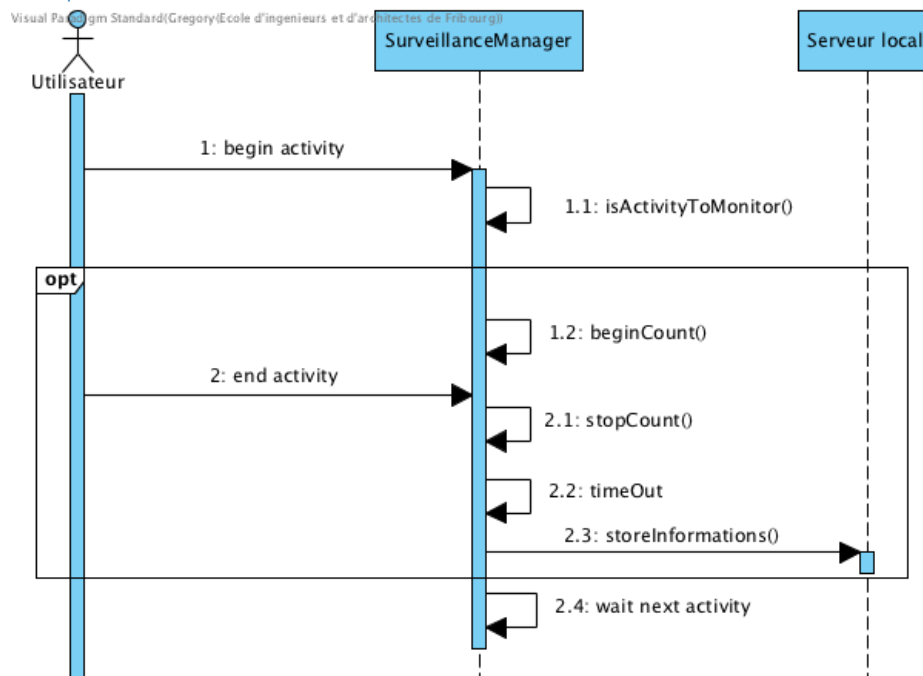 Visual Paradigm Standard(Gregory(Ecole d'ingenieurs et d'architectes de Fribourg))
SurveillanceManager
Serveur local
Utilisateur
1: begin activity
1.1: isActivityToMonitor()
opt
1.2: beginCount()
2: end activity
2.1: stopCount()
2.2: timeOut
2.3: storeInformations()
2.4: wait next activity